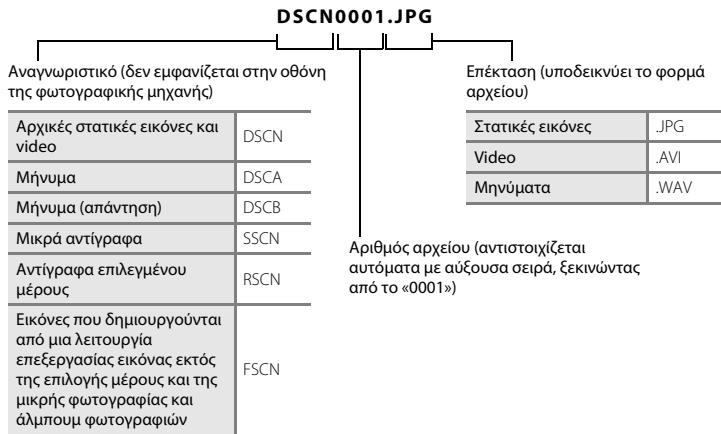 DSCN0001.JPG
Αναγνωριστικό (δεν εμφανίζεται στην οθόνη
της φωτογραφικής μηχανής)
Αρχικές στατικές εικόνες και
video
DSCN
Μήνυμα
DSCA
Μήνυμα (απάντηση)
DSCB
Μικρά αντίγραφα
SSCN
Αντίγραφα επιλεγμένου
μέρους
RSCN
Εικόνες που δημιουργούνται
από μια λειτουργία
επεξεργασίας εικόνας εκτός
της επιλογής μέρους και της
μικρής φωτογραφίας και
άλμπουμ φωτογραφιών
FSCN
Επέκταση (υποδεικνύει το φορμά
αρχείου)
Στατικές εικόνες
.JPG
Video
.AVI
Μηνύματα
.WAV
Αριθμός αρχείου (αντιστοιχίζεται
αυτόματα με αύξουσα σειρά, ξεκινώντας
από το «0001»)